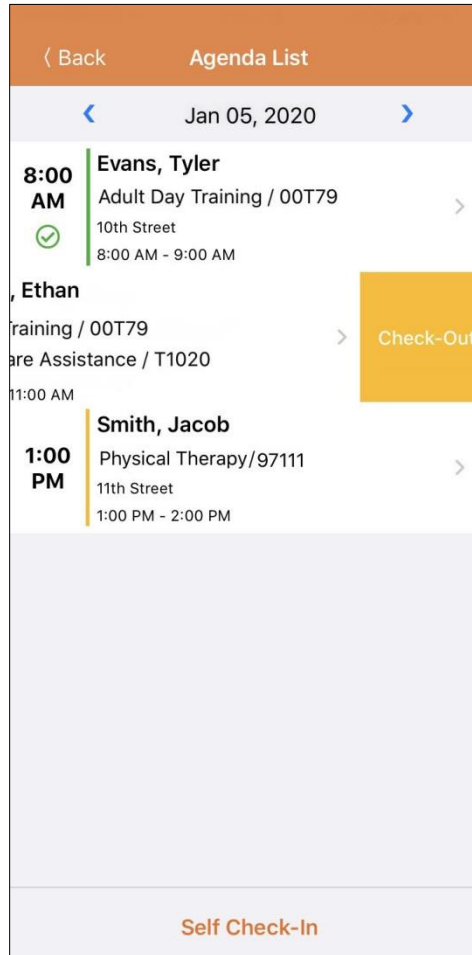 Back
Agenda List
Jan 05, 2020
8:00
AM
Evans, Tyler
Adult Day Training / 00T79
10th Street
8:00 AM - 9:00 AM
, Ethan
raining / 00T79
are Assistance / T1020
11:00 AM
Check-Out
1:00
PM
Smith, Jacob
Physical Therapy/97111
11th Street
1:00 PM - 2:00 PM
Self Check-In